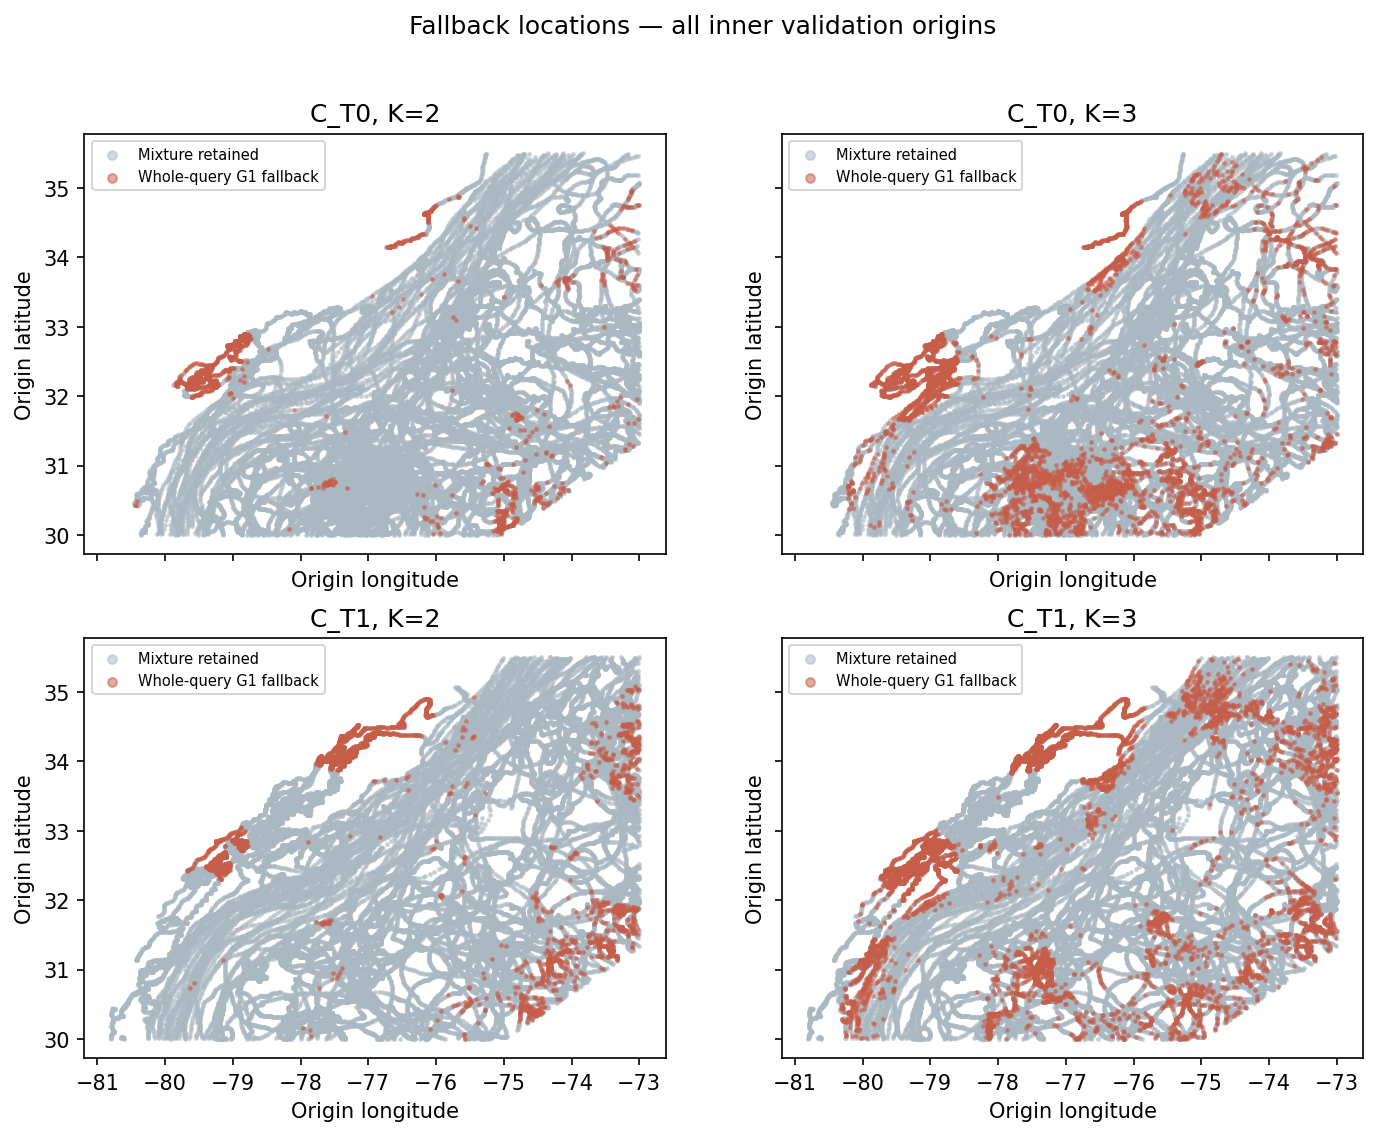 Fallback locations — all inner validation origins
C_T0, K=2
C_T0, K=3
Mixture retained
Whole-query G1 fallback
Mixture retained
Whole-query G1 fallback
35
34
33
32
31
30
Origin latitude
Origin latitude
Origin longitude
Origin longitude
C_T1, K=2
C_T1, K=3
Mixture retained
Whole-query G1 fallback
Mixture retained
Whole-query G1 fallback
35
34
33
32
31
30
Origin latitude
Origin latitude
−81 −80 −79 −78 −77 −76 −75 −74 −73
−81 −80 −79 −78 −77 −76 −75 −74 −73
Origin longitude
Origin longitude